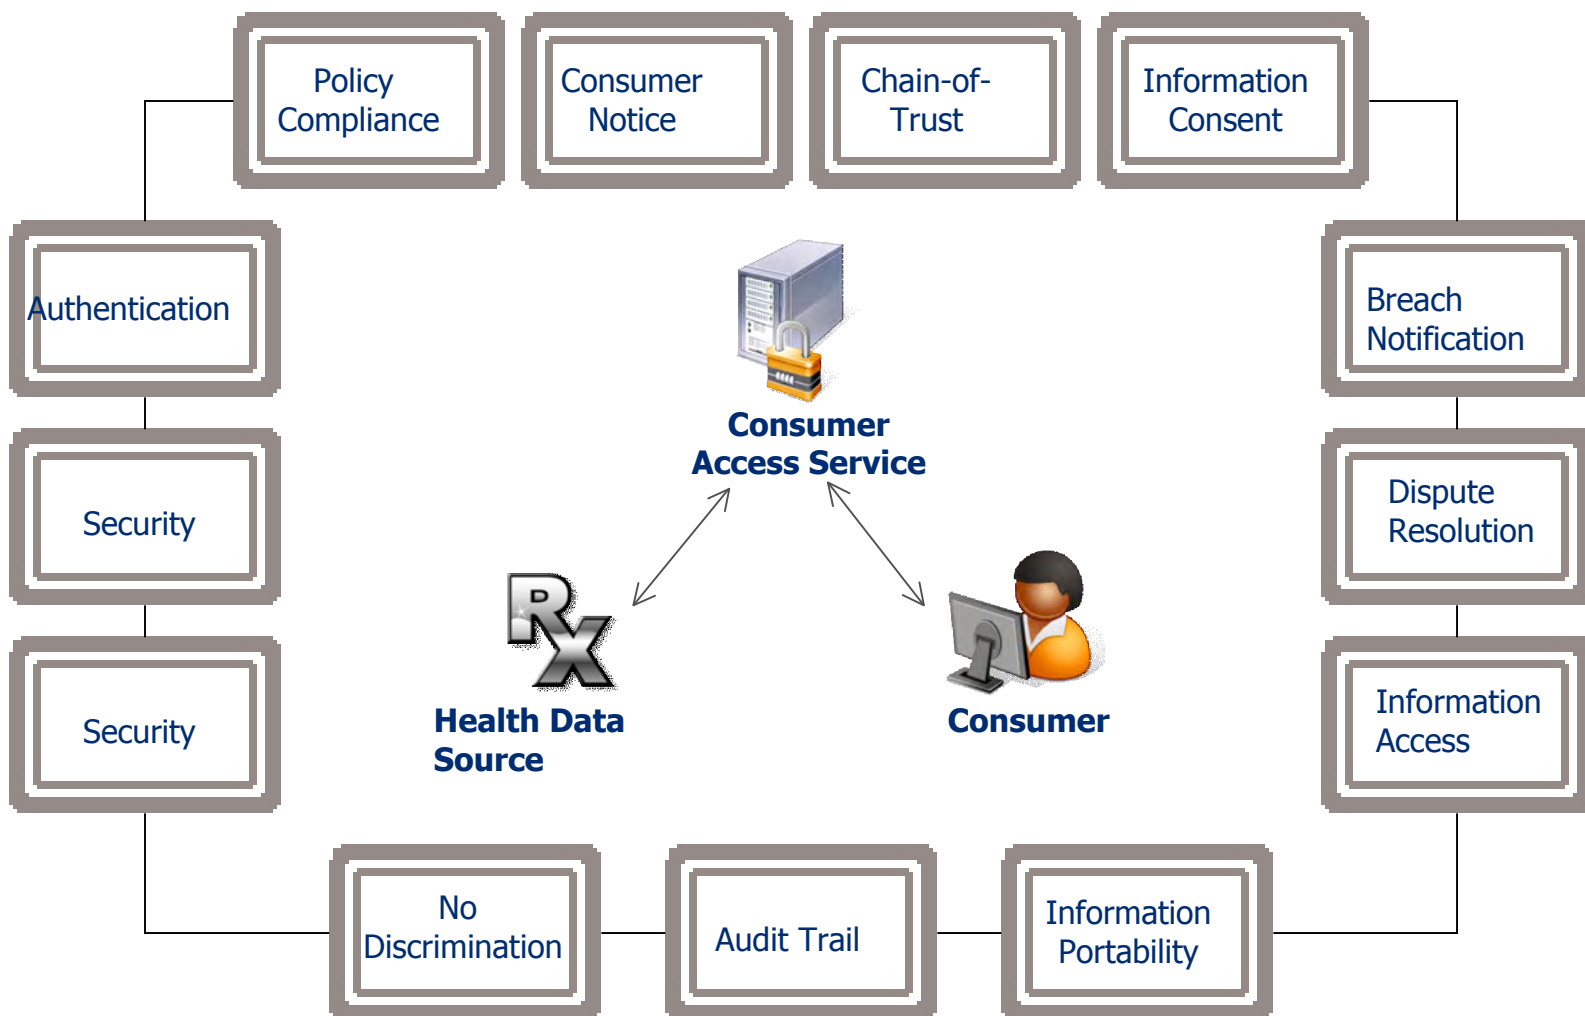 Policy
Compliance
Consumer
Notice
Chain-of-
Trust
Information
Consent
Authentication
Breach
Notification
Consumer
Access Service
Security
Dispute
Resolution
RX
Health Data
Source
Consumer
Security
Information
Access
No
Discrimination
Audit Trail
Information
Portability